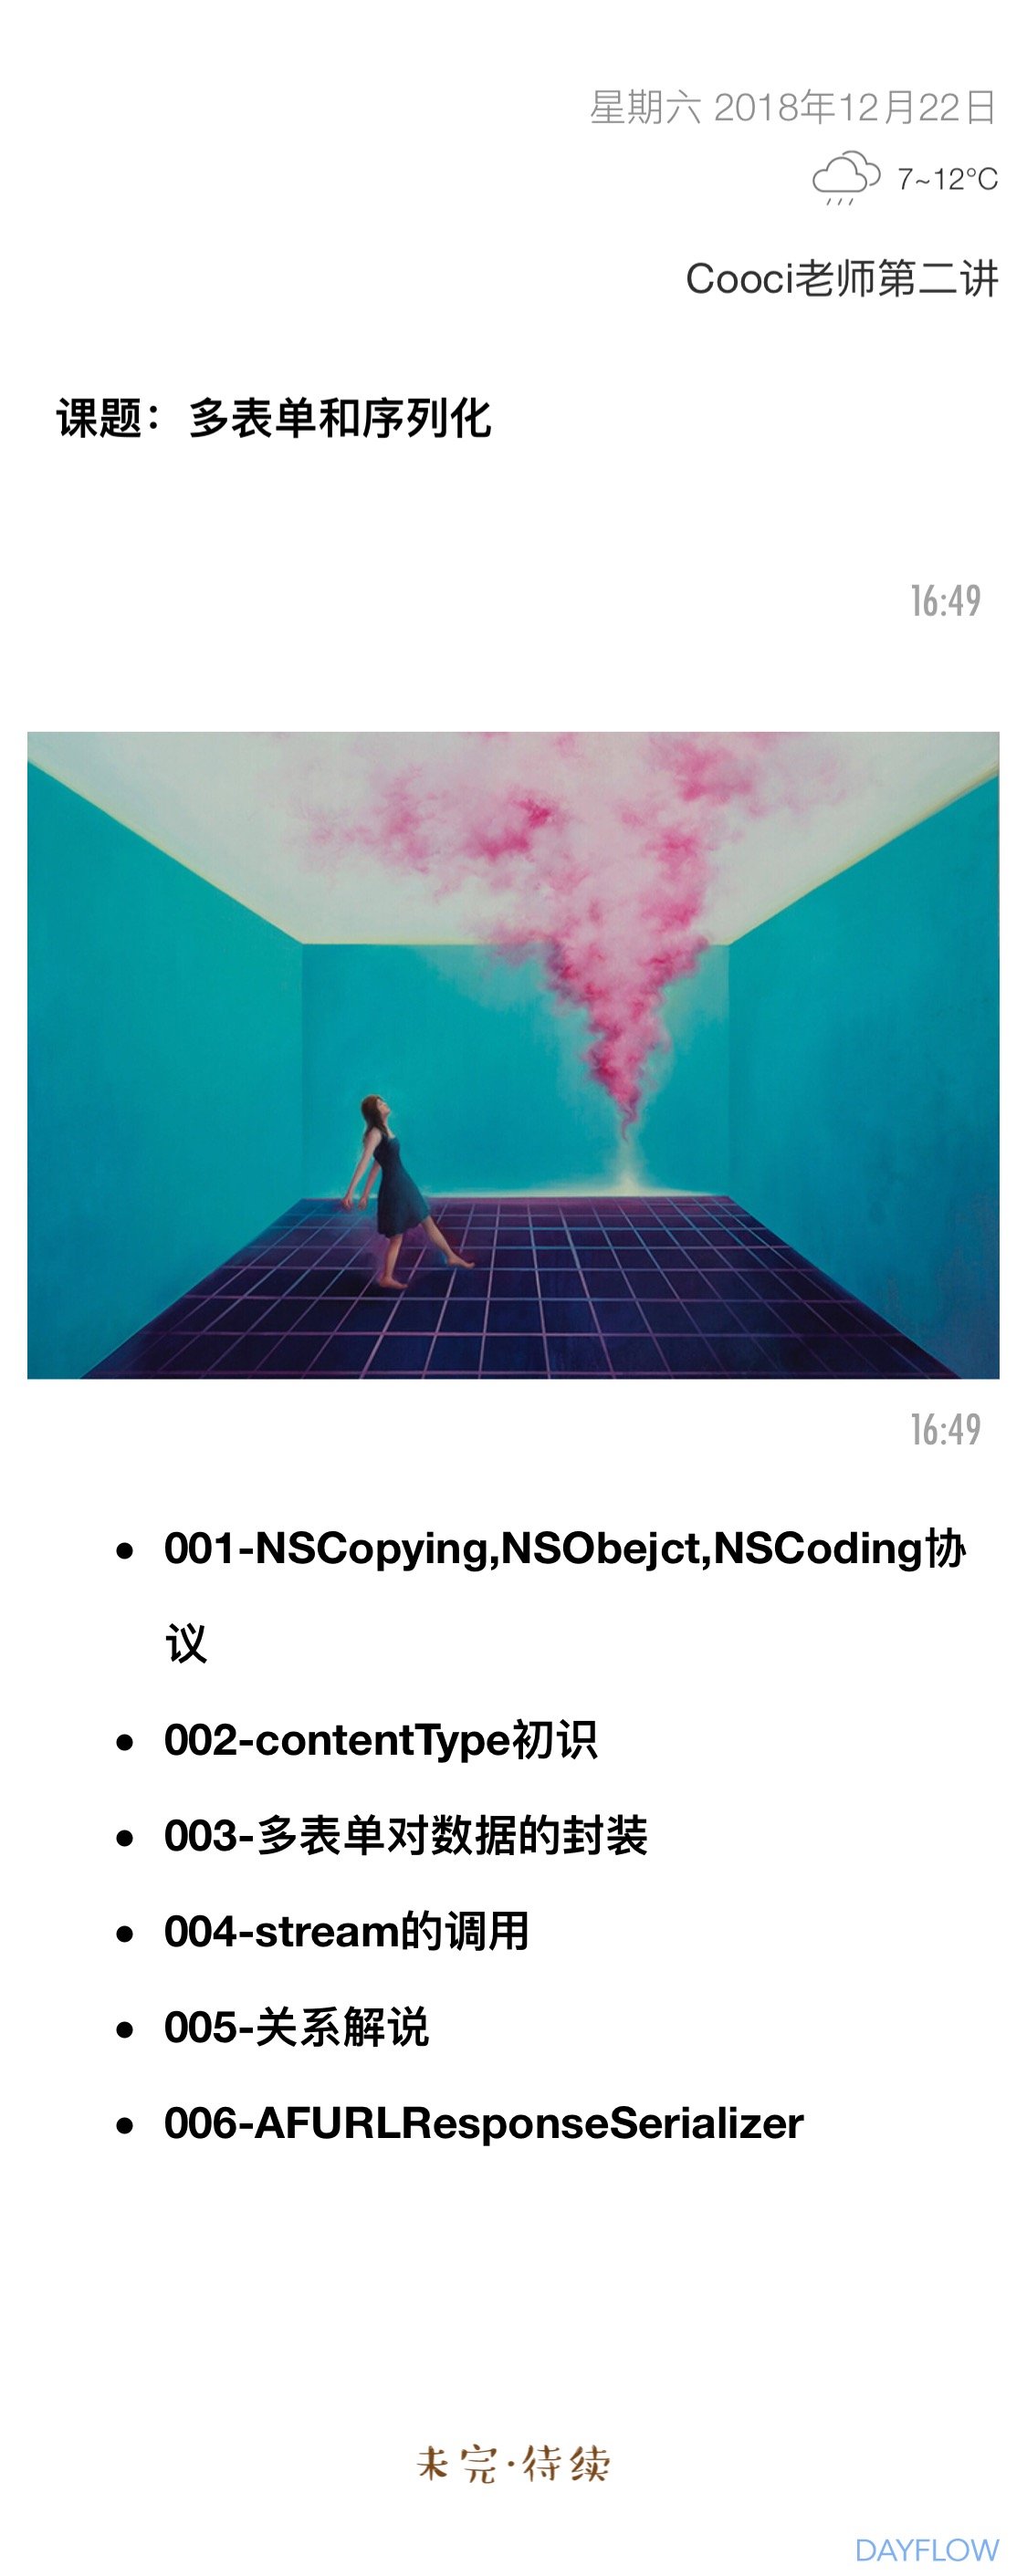 星期六 2018年12月22日
7~12°C
Cooci老师第二讲
课题：多表单和序列化
16:49
16:49
• 001-NSCopying,NSObejct,NSCoding协
议
• 002-contentType初识
• 003-多表单对数据的封装
• 004-stream的调用
• 005-关系解说
• 006-AFURLResponseSerializer
未完·待续
DAYFLOW